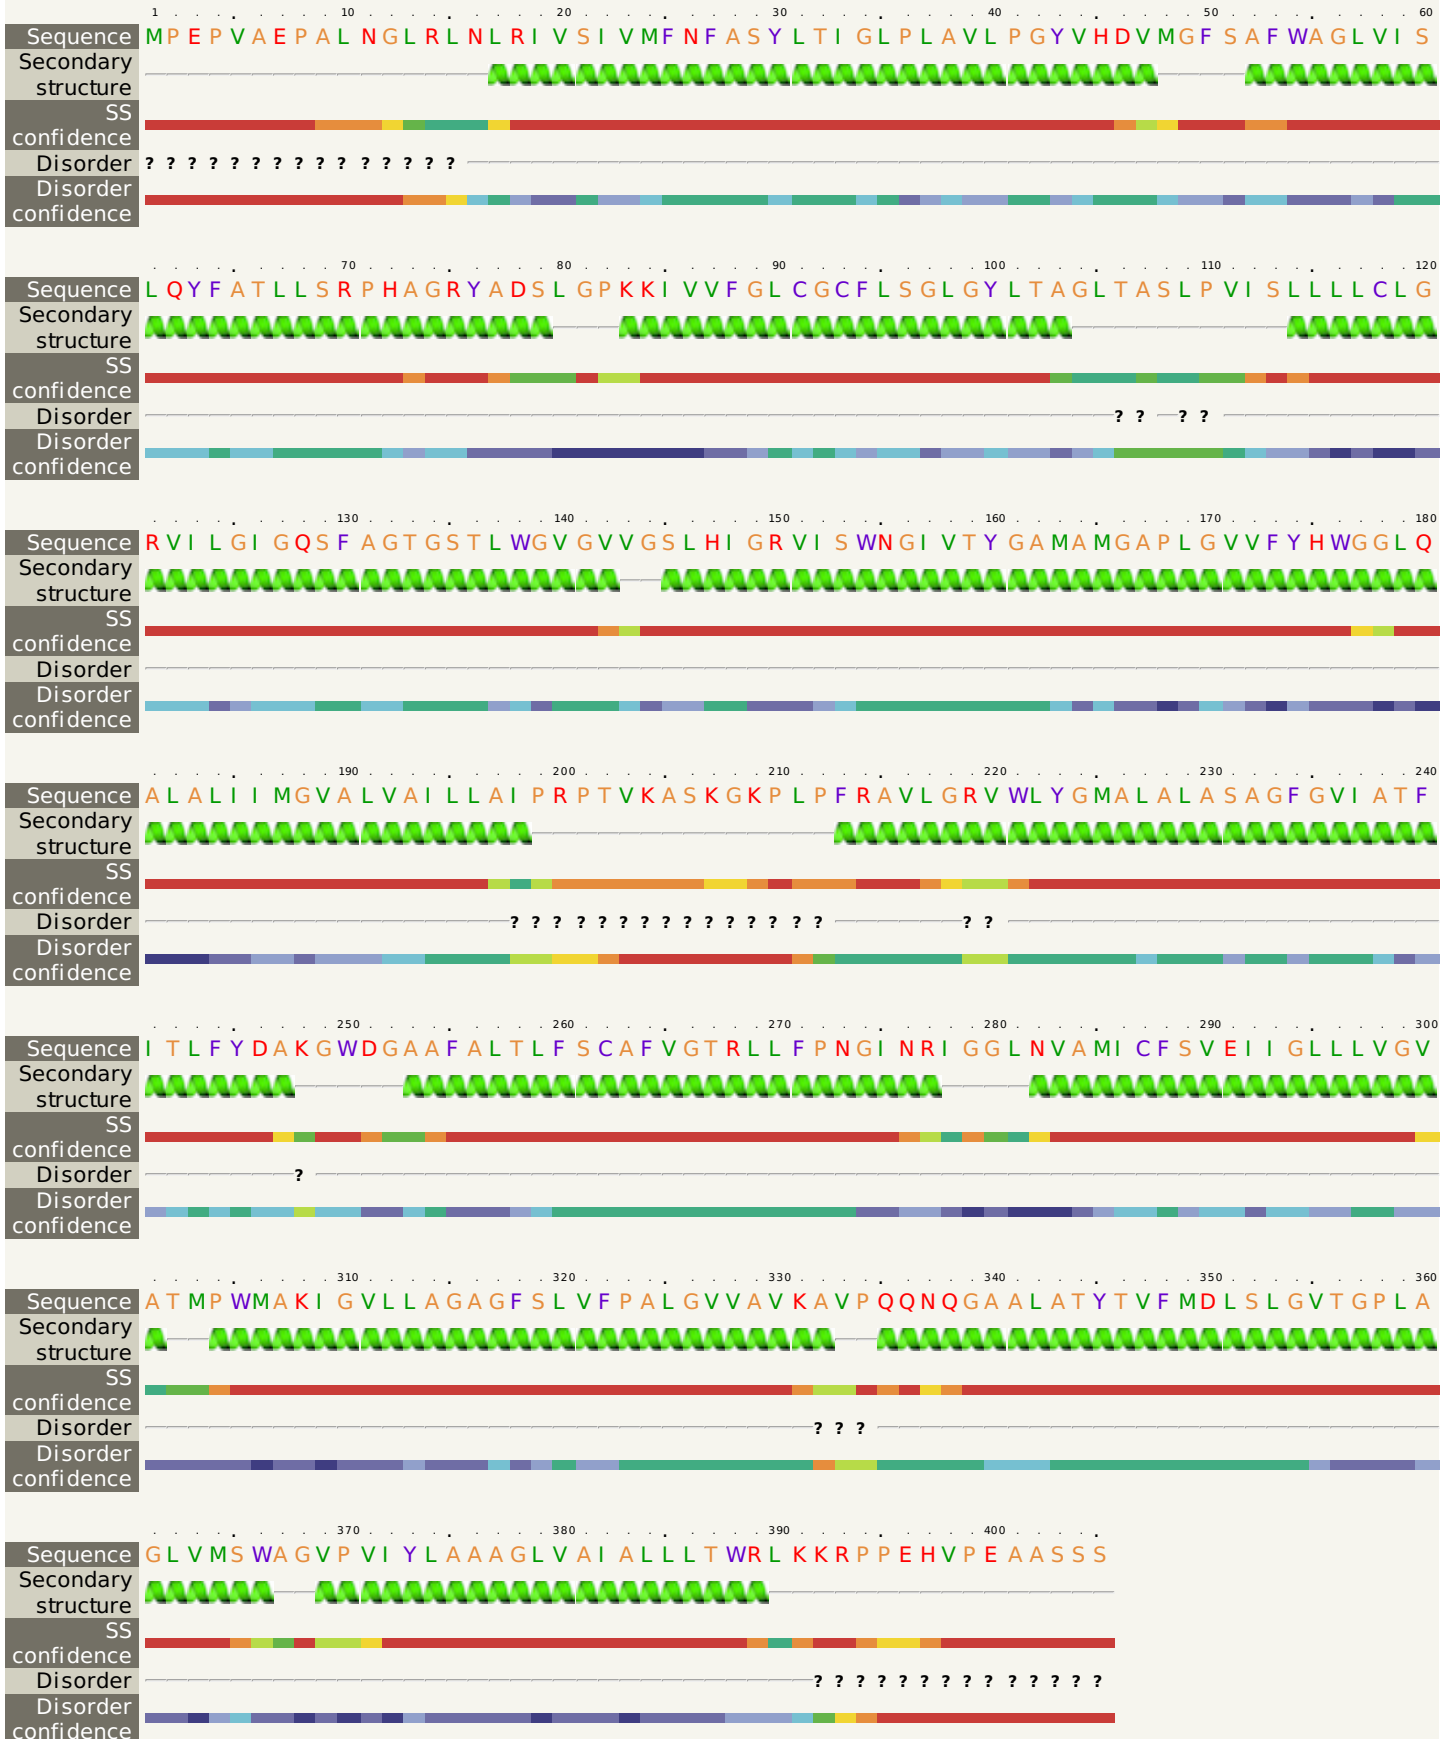 1 10 20 30 40 50 60
Sequence MPEPVAEPALNGLRLNLRIVSIVMFNFASYLTIGLPLAVLPGYVHDVMGFSAFWAGLVIS
Secondary
structure
SS
confidence
Disorder ? ? ? ? ? ? ? ? ? ? ? ? ? ? ?
Disorder
confidence
70 80 90 100 110 120
Sequence LQYFATLLSRPHAGRYADSLGPKKIVVFGLCGCFLSGLGYLTAGLTASLPVISLLLLCLG
Secondary
structure
SS
confidence
Disorder ? ? ? ?
Disorder
confidence
130 140 150 160 170 180
Sequence RVILGIGQSFAGTGSTLWGVGVVGSLHIGRVISWNGIVTYGAMAMGAPLGVVFYHWGGLQ
Secondary
structure
SS
confidence
Disorder
Disorder
confidence
190 200 210 220 230 240
Sequence ALALIIMGVALVAILLAIPRPTVKASKGKPLPFRAVLGRVWLYGMALALASAGFGVIATF
Secondary
structure
SS
confidence
Disorder ? ? ? ? ? ? ? ? ? ? ? ? ? ? ? ? ?
Disorder
confidence
250 260 270 280 290 300
Sequence ITLFYDAKGWDGAAFALTLFSCAFVGTRLLFPNGINRIGGLNVAMICFSVEIIGLLLVGV
Secondary
structure
SS
confidence
Disorder ?
Disorder
confidence
310 320 330 340 350 360
Sequence ATMPWMAKIGVLLAGAGFSLVFPALGVVAVKAVPQQNQGAALATYTVFMDLSLGVTGPLA
Secondary
structure
SS
confidence
Disorder ? ? ?
Disorder
confidence
370 380 390 400
Sequence GLVMSWAGVPVIYLAAAGLVAIALLLTWRLKKRPPEHVPEAASSS
Secondary
structure
SS
confidence
Disorder ? ? ? ? ? ? ? ? ? ? ? ? ? ?
Disorder
confidence